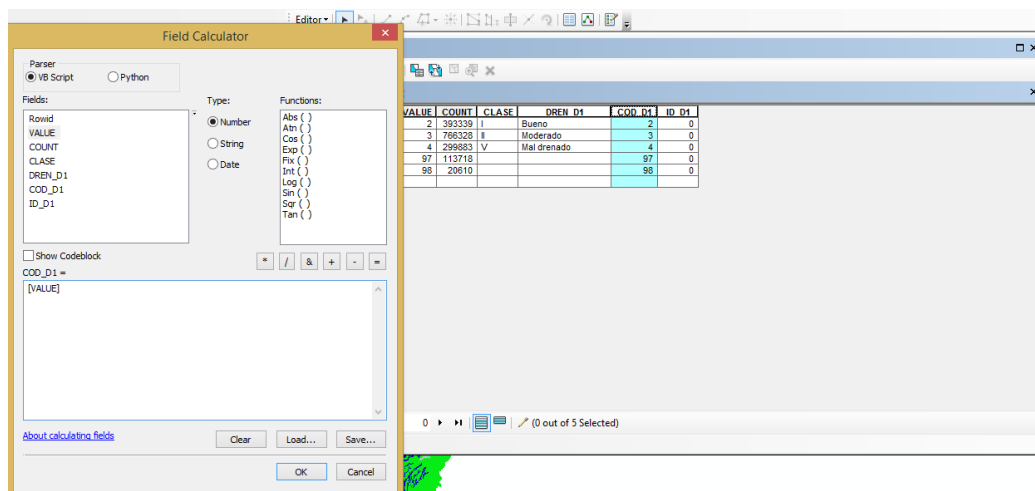 Editor
Field Calculator
Parser
VB Script Python
Fields: Type: Functions:
Rowid
VALUE
COUNT
CLASE
DREN_D1
COD_D1
ID_D1
Number
String
Date
Abs ( )
Atn ( )
Cos ( )
Exp ( )
Fix ( )
Int ( )
Log ( )
Sin ( )
Sqr ( )
Tan ( )
Show Codeblock
* / & + - =
COD_D1 =
[VALUE]
About calculating fields
Clear Load... Save...
OK Cancel
VALUE COUNT CLASE DREN_D1 COD_D1 ID_D1
2 393339 I Bueno 2 0
3 766328 II Moderado 3 0
4 299883 V Mal drenado 4 0
97 113718 97 0
98 20610 98 0
0 (0 out of 5 Selected)